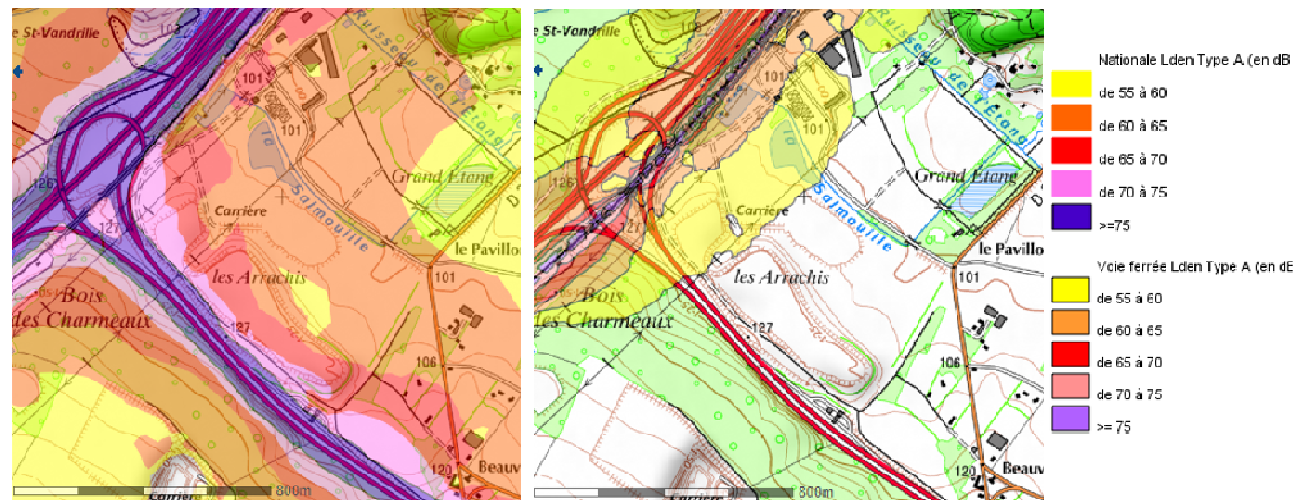 e St-Vandrille
Ruisseau de l'Etang
101
101
126
127
Grand Etang
Carrière
Salmouille
la
D
le Pavillo
101
les Arrachis
Bois
des Charmeaux
127
106
120
Beauv
Carrière
800m
e St-Vandrille
Ruisseau de l'Etang
101
101
126
127
Grand Etang
Carrière
Salmouille
la
D
le Pavillo
101
les Arrachis
Bois
des Charmeaux
127
106
120
Beauv
Carrière
800m
Nationale Lden Type A (en dB
de 55 à 60
de 60 à 65
de 65 à 70
de 70 à 75
>=75
Voie ferrée Lden Type A (en dE
de 55 à 60
de 60 à 65
de 65 à 70
de 70 à 75
>= 75